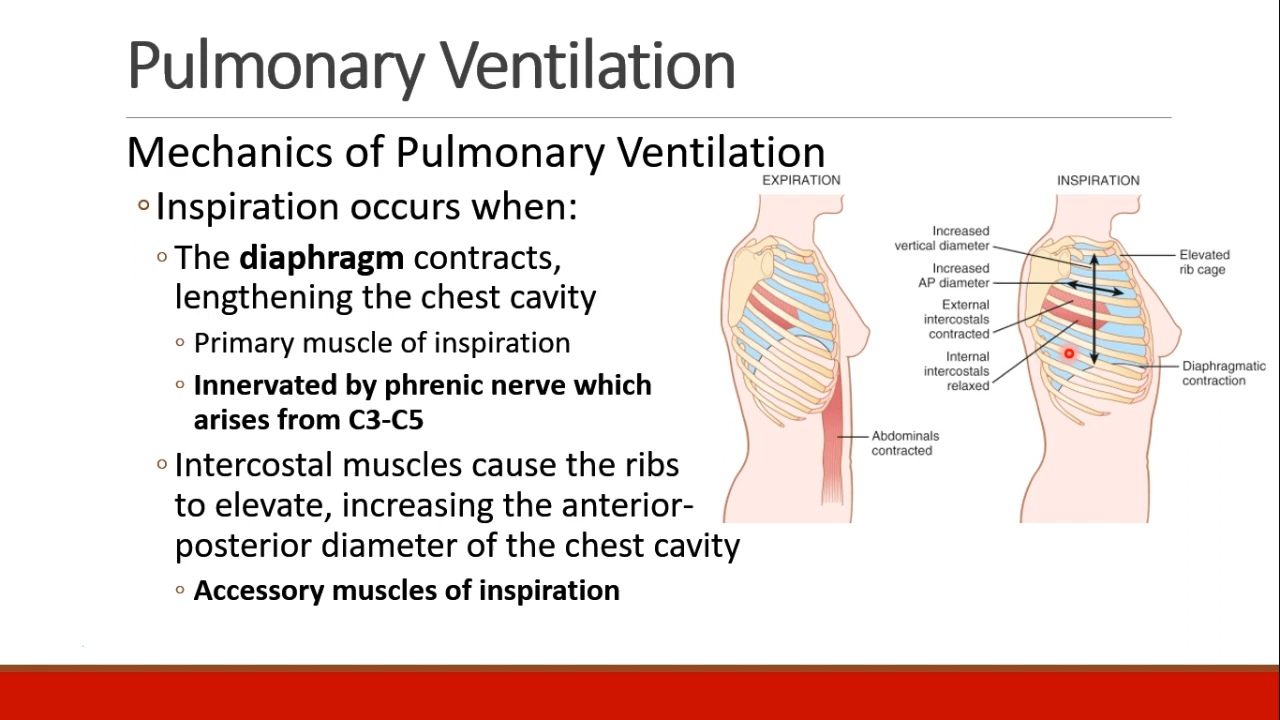 Pulmonary Ventilation
Mechanics of Pulmonary Ventilation
◦Inspiration occurs when:
◦The diaphragm contracts,
lengthening the chest cavity
◦Primary muscle of inspiration
◦Innervated by phrenic nerve which
arises from C3-C5
◦Intercostal muscles cause the ribs
to elevate, increasing the anterior-
posterior diameter of the chest cavity
◦Accessory muscles of inspiration
EXPIRATION
Abdominals
contracted
INSPIRATION
Increased
vertical diameter
Increased
AP diameter
External
intercostals
contracted
Internal
intercostals
relaxed
Elevated
rib cage
Diaphragmatic
contraction